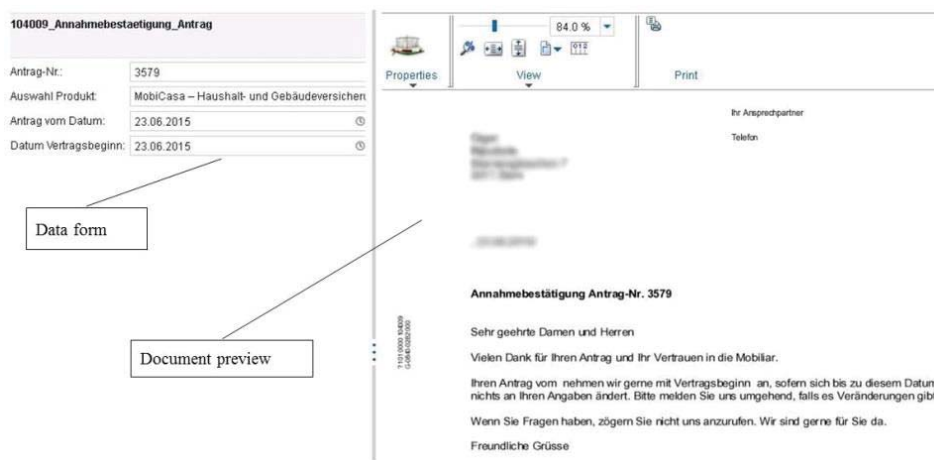 104009_Annahmebestaetigung_Antrag
Antrag-Nr.: 3579
Auswahl Produkt: MobiCasa – Haushalt- und Gebäudeversichen
Antrag vom Datum: 23.06.2015
Datum Vertragsbeginn: 23.06.2015
Data form
Document preview
84.0 %
Properties
View
Print
Ihr Ansprechpartner
Telefon
Annahmebestätigung Antrag-Nr. 3579
Sehr geehrte Damen und Herren
Vielen Dank für Ihren Antrag und Ihr Vertrauen in die Mobiliar.
Ihren Antrag vom nehmen wir gerne mit Vertragsbeginn an, sofern sich bis zu diesem Datum
nichts an Ihren Angaben ändert. Bitte melden Sie uns umgehend, falls es Veränderungen gibt
Wenn Sie Fragen haben, zögern Sie nicht uns anzurufen. Wir sind gerne für Sie da.
Freundliche Grüsse